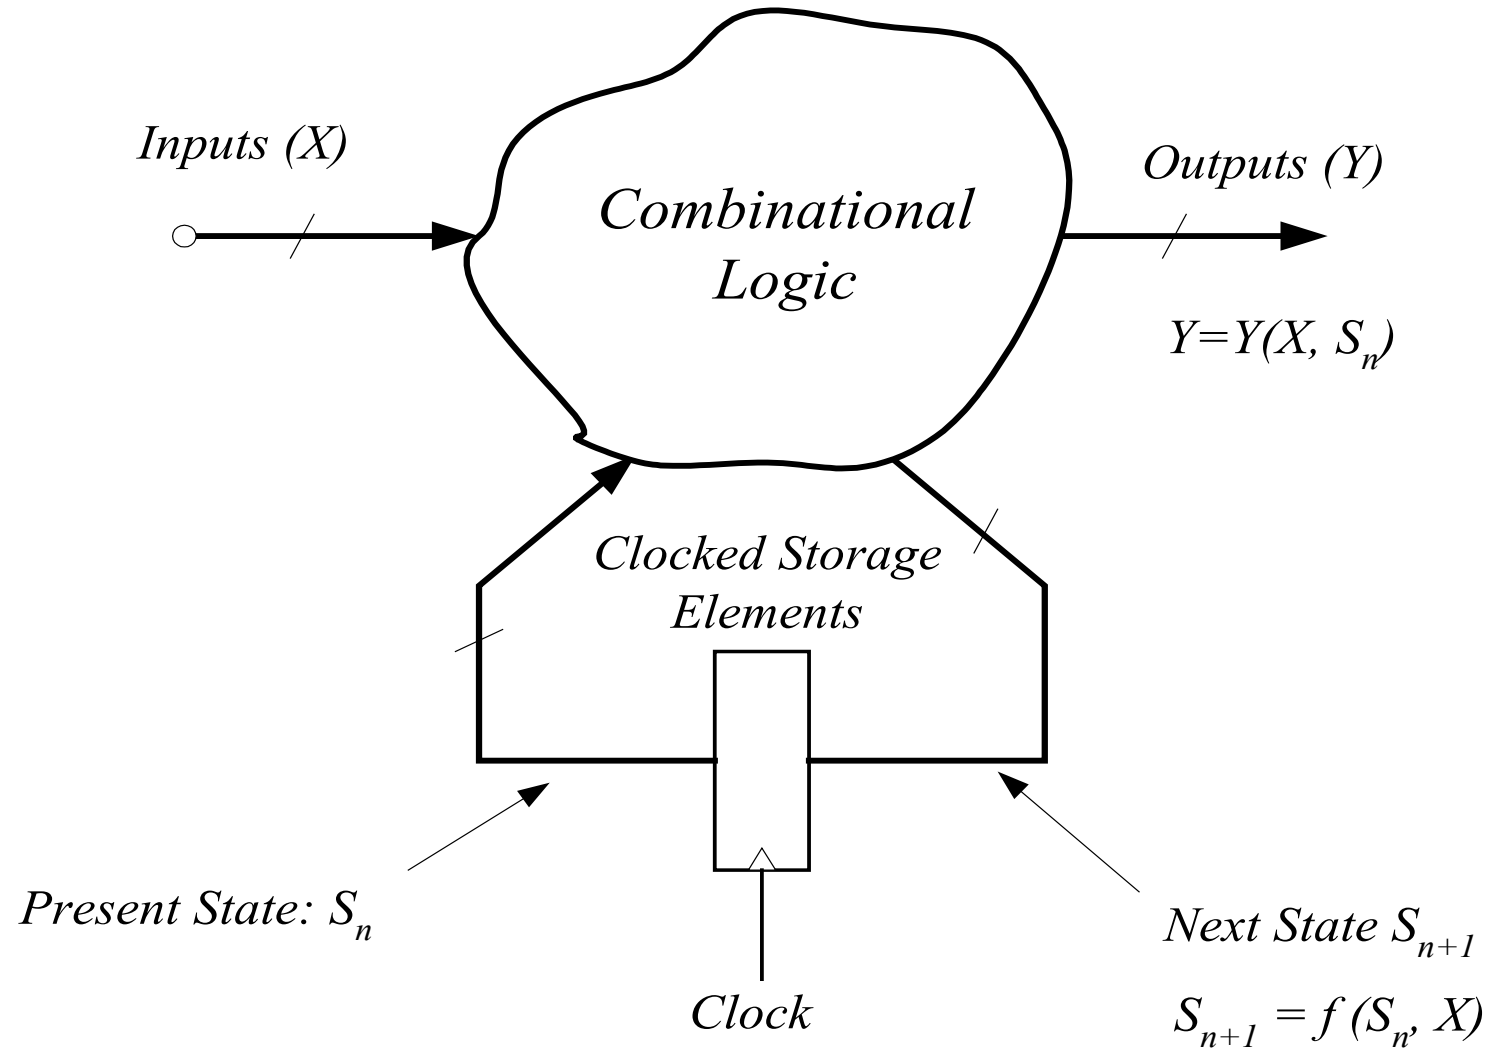 Inputs (X)
Outputs (Y)
Combinational
Logic
Y=Y(X, Sn)
Clocked Storage
Elements
Present State: Sn
Next State Sn+1
Clock
Sn+1 = f (Sn, X)